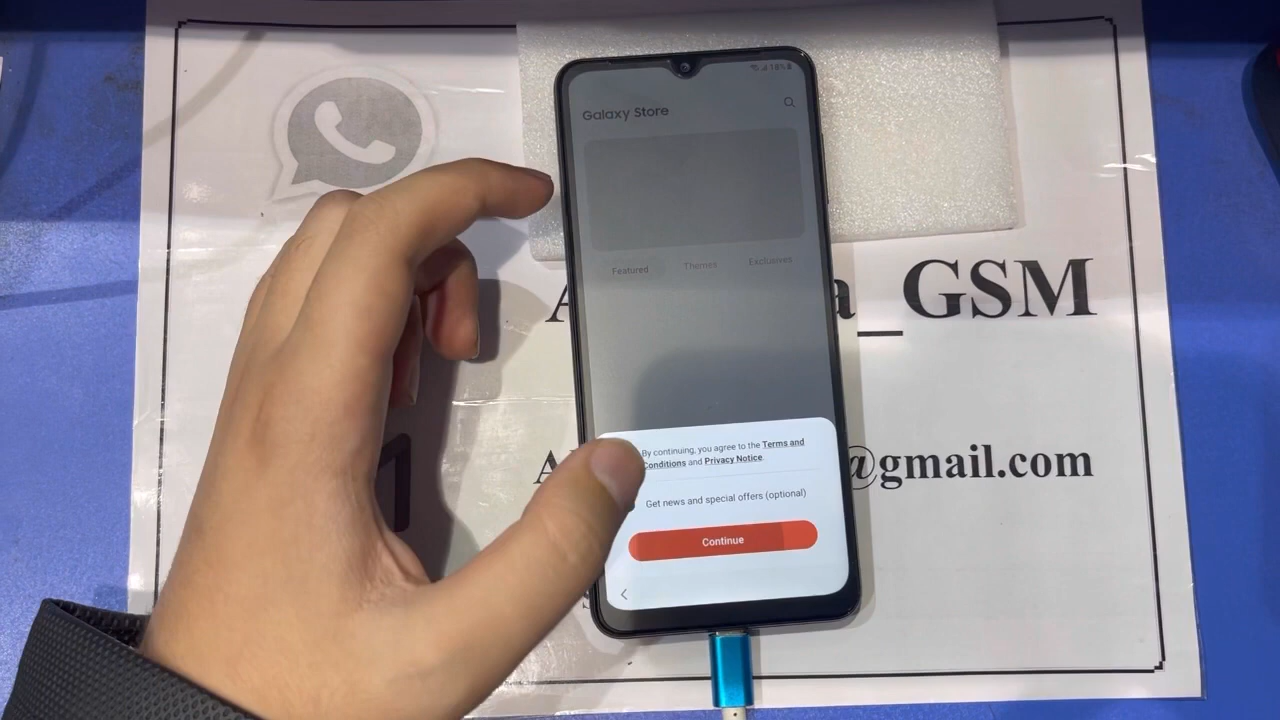 18%
Galaxy Store
Featured Themes Exclusives
a_GSM
By continuing, you agree to the Terms and
Conditions and Privacy Notice.
@gmail.com
Get news and special offers (optional)
Continue